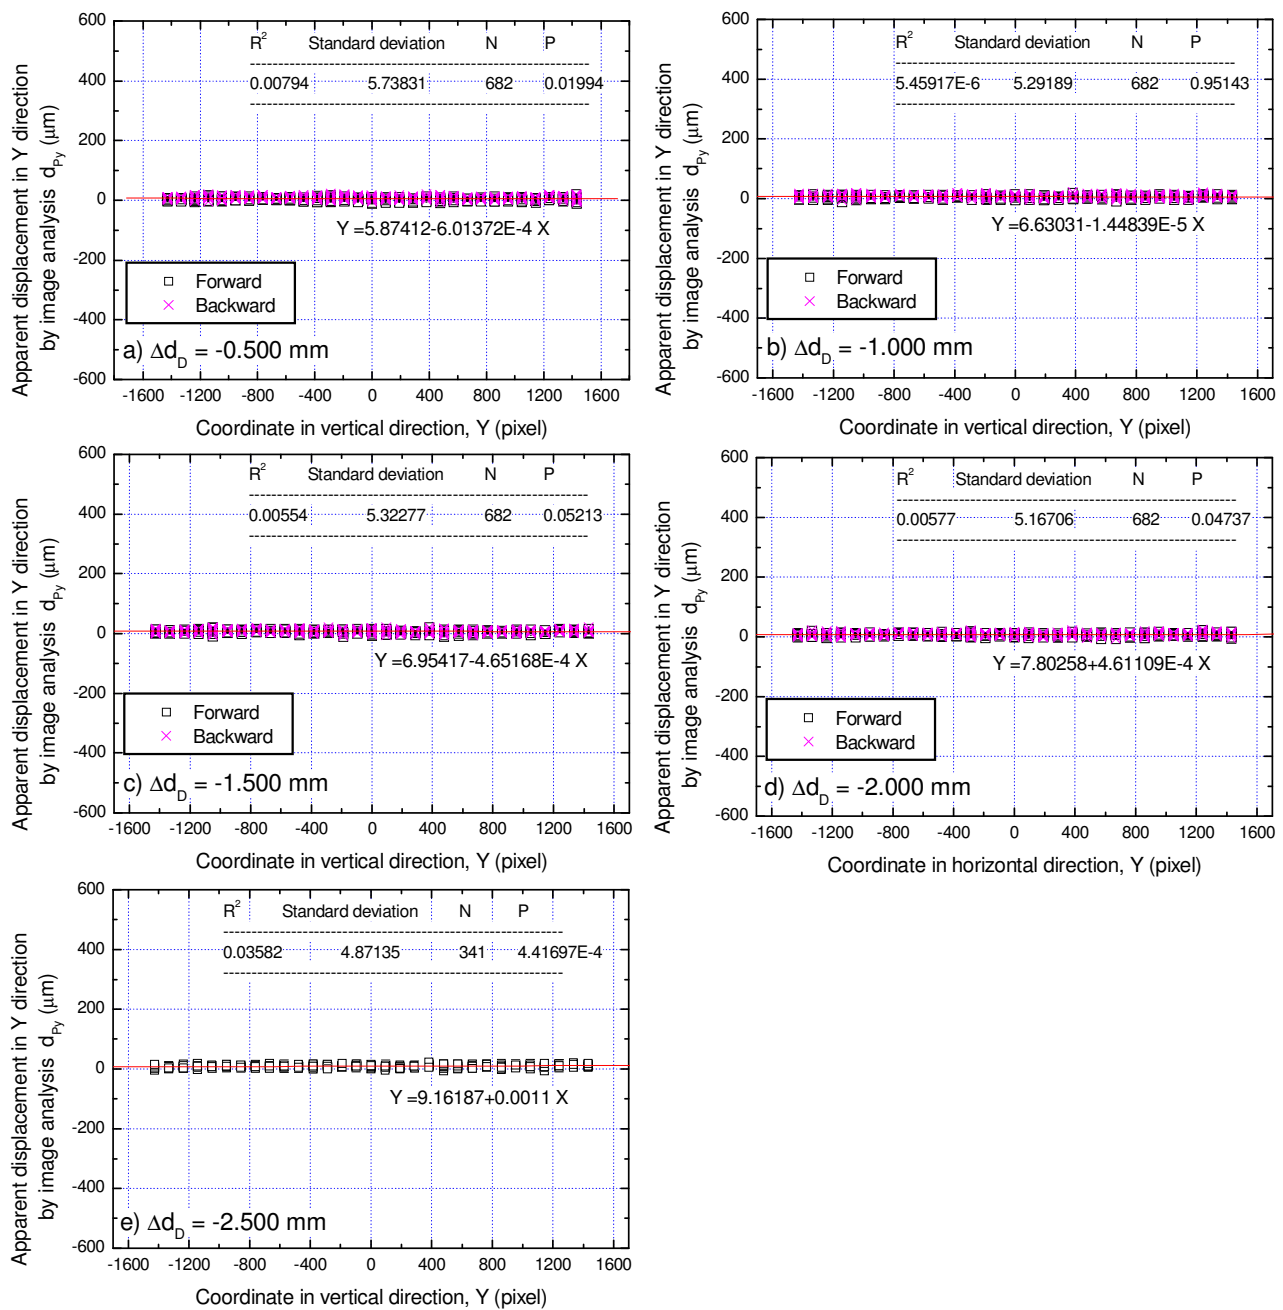 600
400
200
0
-200
-400
-600
Apparent displacement in Y direction
by image analysis d_Py (μm)
R² Standard deviation N P
0.00794 5.73831 682 0.01994
Y =5.87412-6.01372E-4 X
Forward
Backward
a) Δd_D = -0.500 mm
-1600 -1200 -800 -400 0 400 800 1200 1600
Coordinate in vertical direction, Y (pixel)
600
400
200
0
-200
-400
-600
Apparent displacement in Y direction
by image analysis d_Py (μm)
R² Standard deviation N P
5.45917E-6 5.29189 682 0.95143
Y =6.63031-1.44839E-5 X
Forward
Backward
b) Δd_D = -1.000 mm
-1600 -1200 -800 -400 0 400 800 1200 1600
Coordinate in vertical direction, Y (pixel)
600
400
200
0
-200
-400
-600
Apparent displacement in Y direction
by image analysis d_Py (μm)
R² Standard deviation N P
0.00554 5.32277 682 0.05213
Y =6.95417-4.65168E-4 X
Forward
Backward
c) Δd_D = -1.500 mm
-1600 -1200 -800 -400 0 400 800 1200 1600
Coordinate in vertical direction, Y (pixel)
600
400
200
0
-200
-400
-600
Apparent displacement in Y direction
by image analysis d_Py (μm)
R² Standard deviation N P
0.00577 5.16706 682 0.04737
Y =7.80258+4.61109E-4 X
Forward
Backward
d) Δd_D = -2.000 mm
-1600 -1200 -800 -400 0 400 800 1200 1600
Coordinate in horizontal direction, Y (pixel)
600
400
200
0
-200
-400
-600
Apparent displacement in Y direction
by image analysis d_Py (μm)
R² Standard deviation N P
0.03582 4.87135 341 4.41697E-4
Y =9.16187+0.0011 X
e) Δd_D = -2.500 mm
-1600 -1200 -800 -400 0 400 800 1200 1600
Coordinate in vertical direction, Y (pixel)